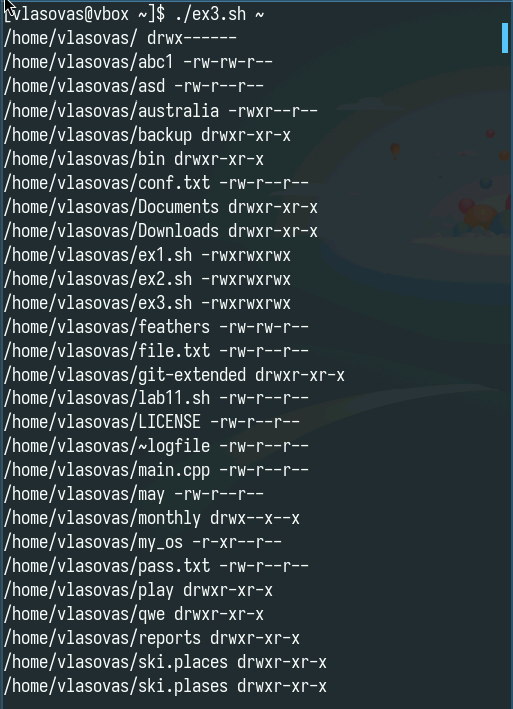 [vlasovas@vbox ~]$ ./ex3.sh ~
/home/vlasovas/ drwx------
/home/vlasovas/abc1 -rw-rw-r--
/home/vlasovas/asd -rw-r--r--
/home/vlasovas/australia -rwxr--r--
/home/vlasovas/backup drwxr-xr-x
/home/vlasovas/bin drwxr-xr-x
/home/vlasovas/conf.txt -rw-r--r--
/home/vlasovas/Documents drwxr-xr-x
/home/vlasovas/Downloads drwxr-xr-x
/home/vlasovas/ex1.sh -rwxrwxrwx
/home/vlasovas/ex2.sh -rwxrwxrwx
/home/vlasovas/ex3.sh -rwxrwxrwx
/home/vlasovas/feathers -rw-rw-r--
/home/vlasovas/file.txt -rw-r--r--
/home/vlasovas/git-extended drwxr-xr-x
/home/vlasovas/lab11.sh -rw-r--r--
/home/vlasovas/LICENSE -rw-r--r--
/home/vlasovas/~logfile -rw-r--r--
/home/vlasovas/main.cpp -rw-r--r--
/home/vlasovas/may -rw-r--r--
/home/vlasovas/monthly drwx--x--x
/home/vlasovas/my_os -r-xr--r--
/home/vlasovas/pass.txt -rw-r--r--
/home/vlasovas/play drwxr-xr-x
/home/vlasovas/qwe drwxr-xr-x
/home/vlasovas/reports drwxr-xr-x
/home/vlasovas/ski.places drwxr-xr-x
/home/vlasovas/ski.plases drwxr-xr-x